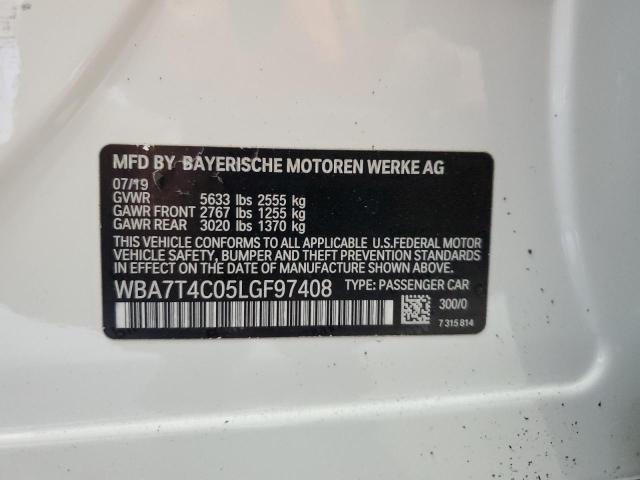 MFD BY BAYERISCHE MOTOREN WERKE AG
07/19
GVWR 5633 lbs 2555 kg
GAWR FRONT 2767 lbs 1255 kg
GAWR REAR 3020 lbs 1370 kg
THIS VEHICLE CONFORMS TO ALL APPLICABLE U.S.FEDERAL MOTOR
VEHICLE SAFETY, BUMPER AND THEFT PREVENTION STANDARDS
IN EFFECT ON THE DATE OF MANUFACTURE SHOWN ABOVE.
WBA7T4C05LGF97408 TYPE: PASSENGER CAR
300/0
7 315 814